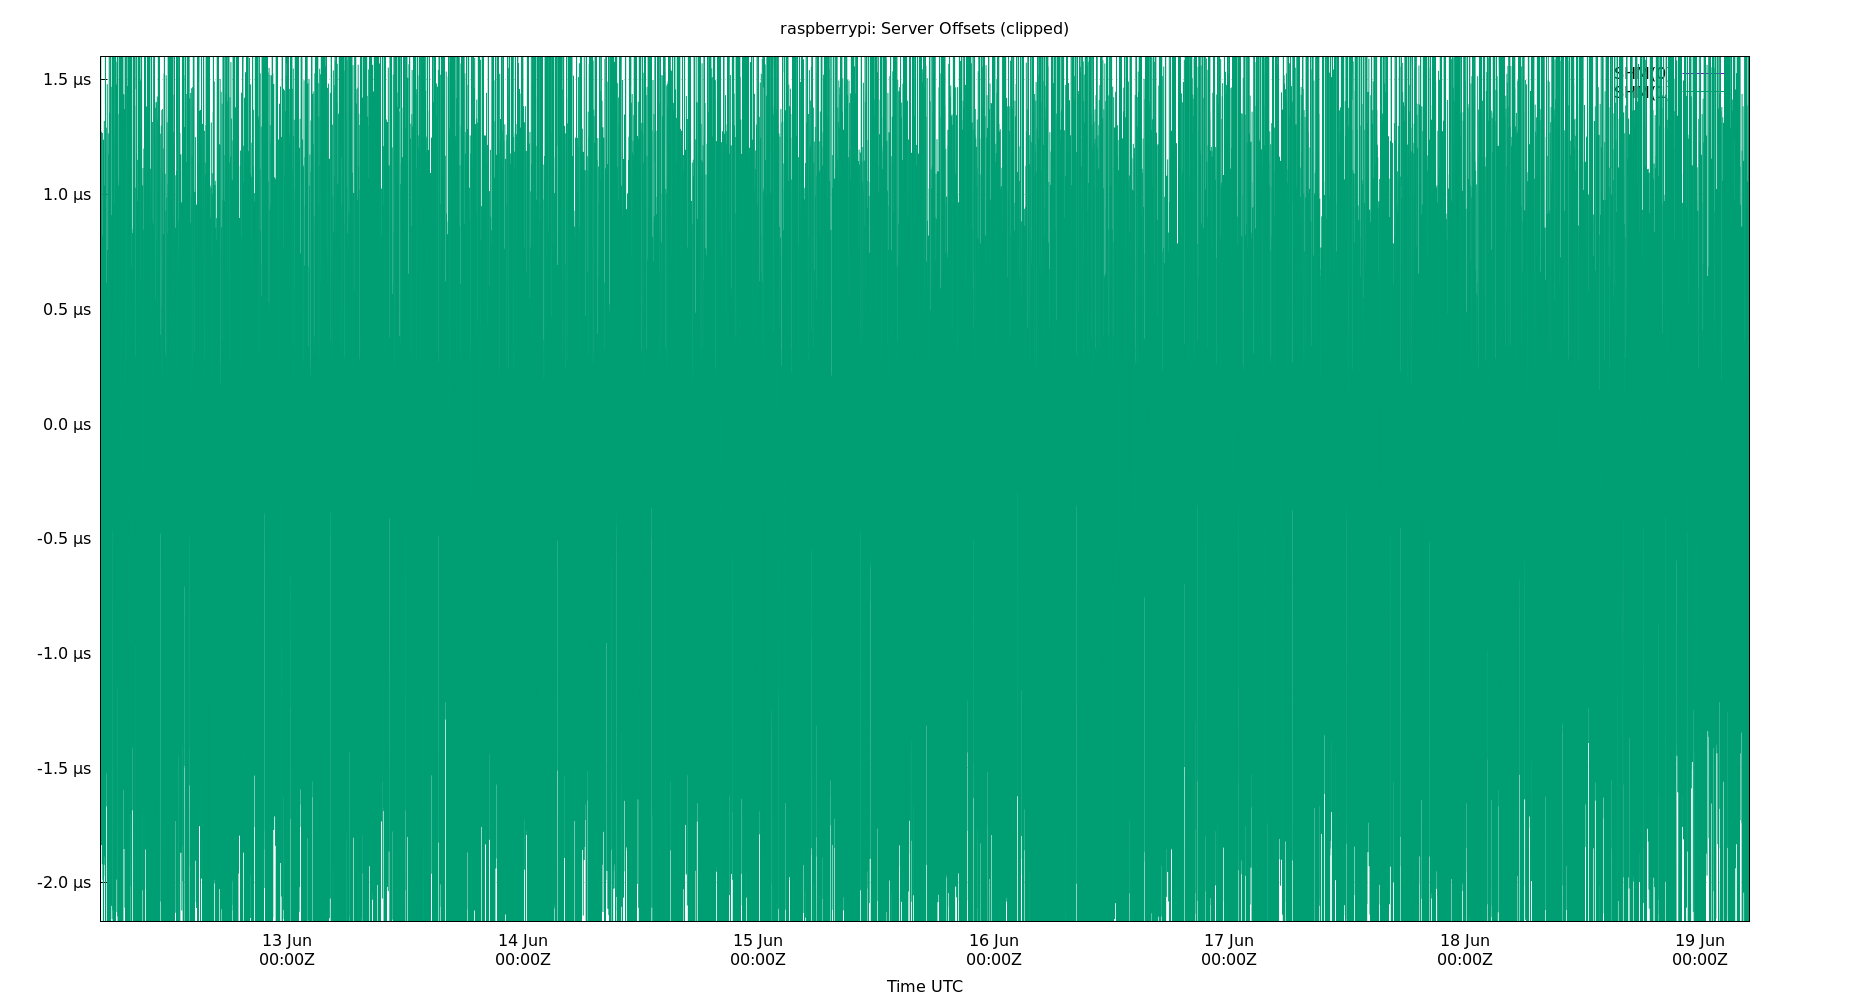 raspberrypi: Server Offsets (clipped)
1.5 µs
1.0 µs
0.5 µs
0.0 µs
-0.5 µs
-1.0 µs
-1.5 µs
-2.0 µs
SHM(0)
13 Jun 14 Jun 15 Jun 16 Jun 17 Jun 18 Jun 19 Jun
00:00Z 00:00Z 00:00Z 00:00Z 00:00Z 00:00Z 00:00Z
Time UTC